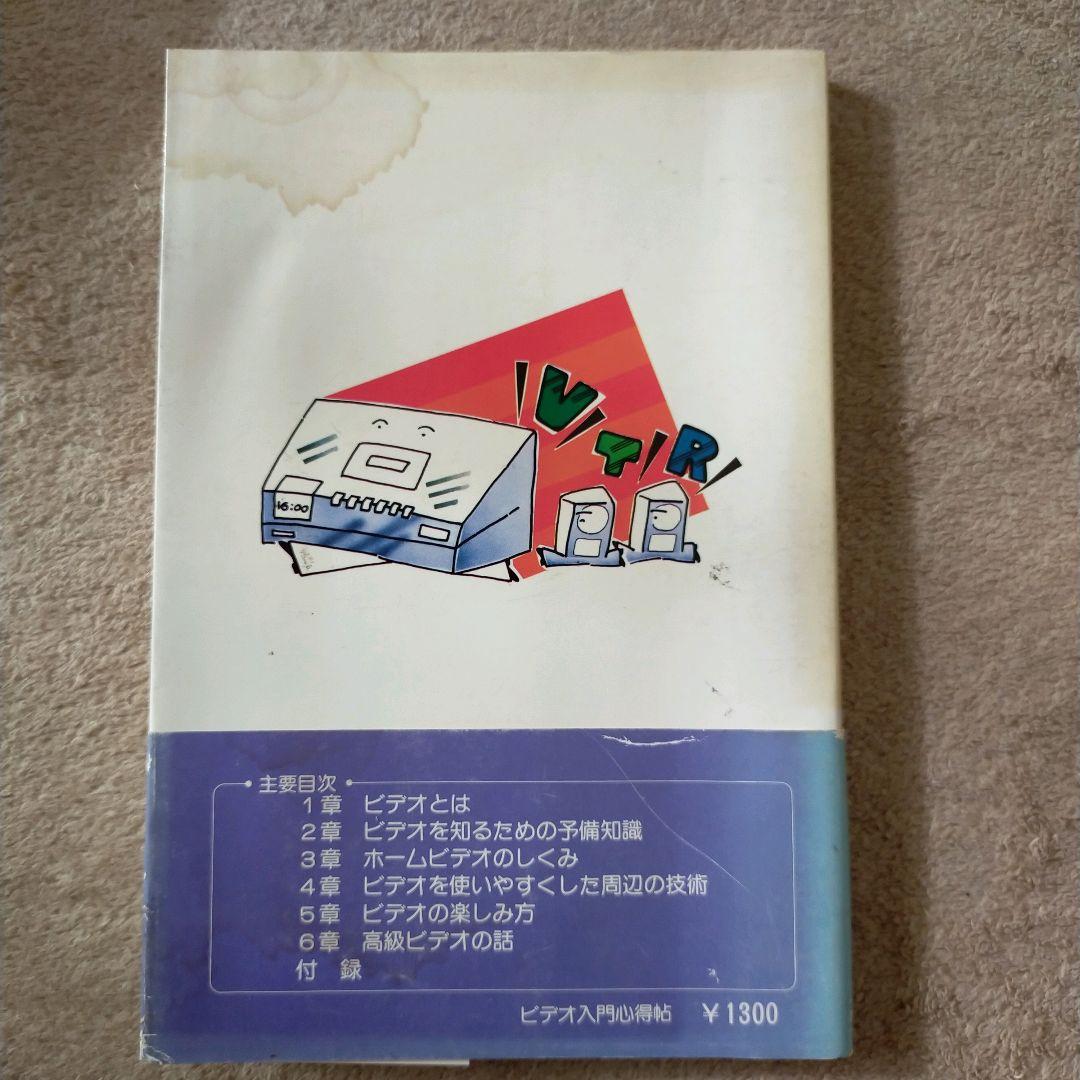 VTR
16:00
主要目次
1章 ビデオとは
2章 ビデオを知るための予備知識
3章 ホームビデオのしくみ
4章 ビデオを使いやすくした周辺の技術
5章 ビデオの楽しみ方
6章 高級ビデオの話
付 録
ビデオ入門心得帖 ¥1300